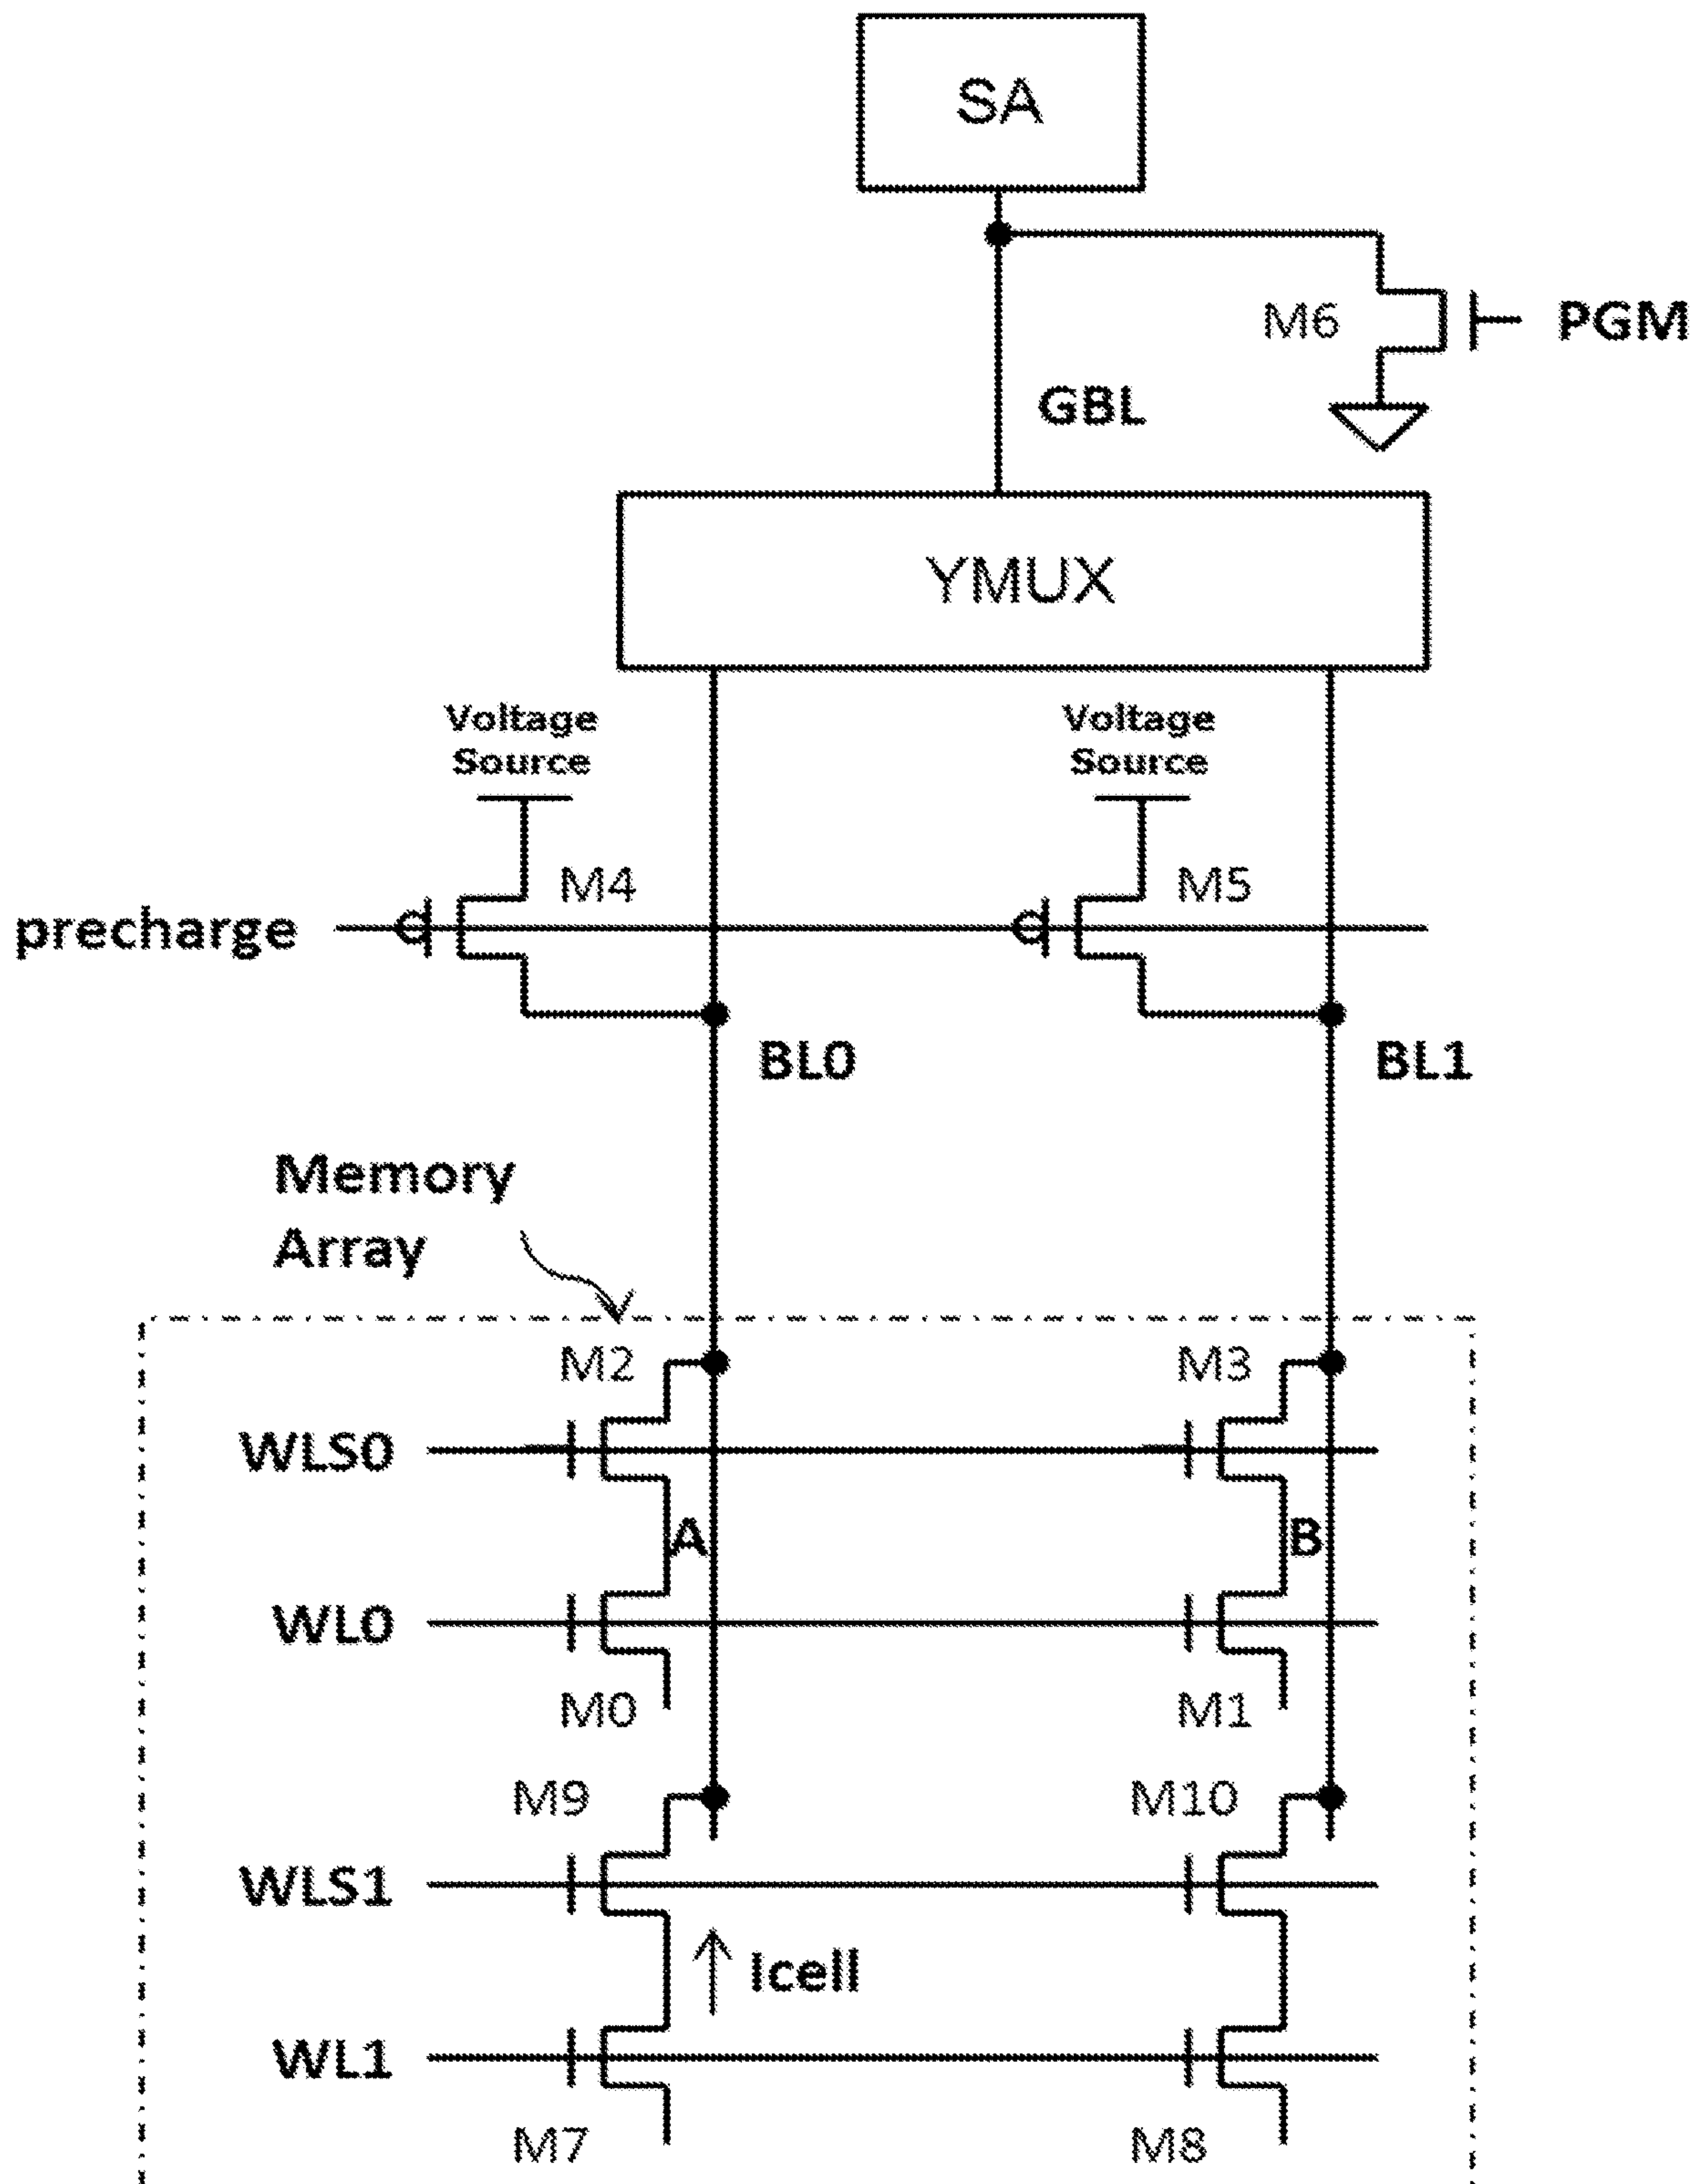 SA
M6
PGM
GBL
YMUX
Voltage
Source
Voltage
Source
M4
M5
precharge
BL0
BL1
Memory
Array
M2
M3
WLS0
A
B
WL0
M0
M1
M9
M10
WLS1
Icell
WL1
M7
M8